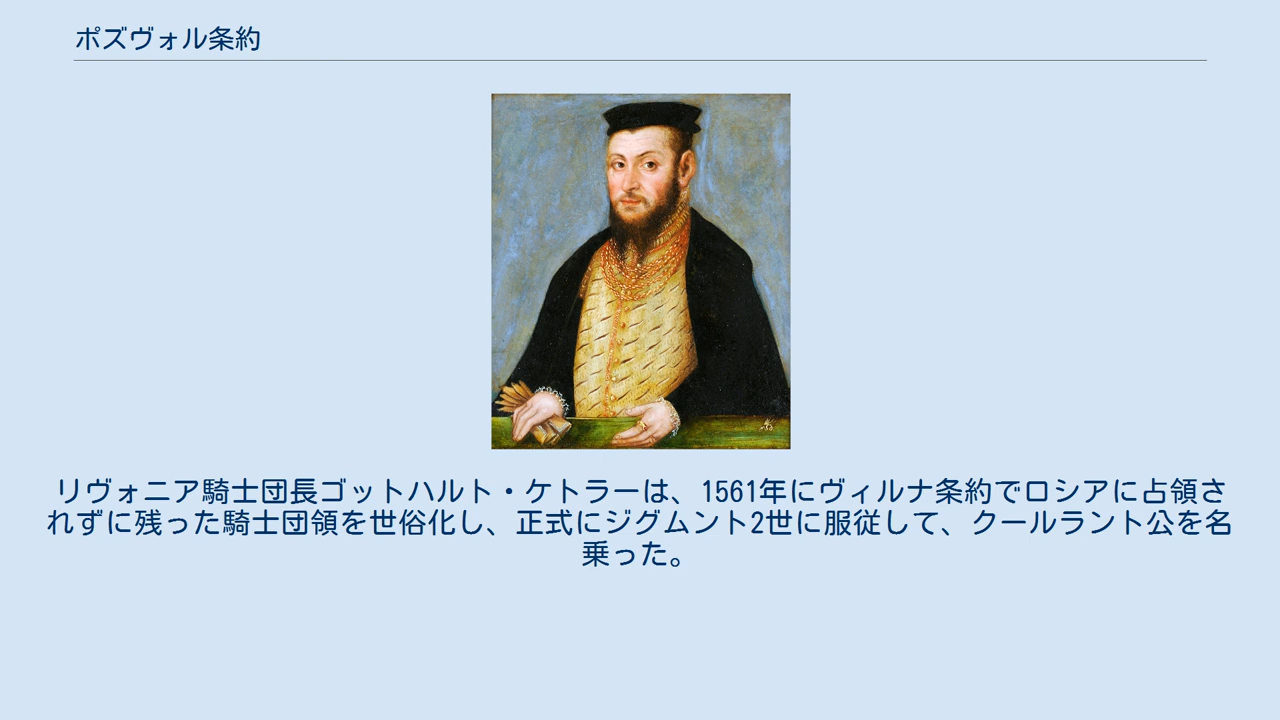 ポズヴォル条約
リヴォニア騎士団長ゴットハルト・ケトラーは、1561年にヴィルナ条約でロシアに占領さ
れずに残った騎士団領を世俗化し、正式にジグムント2世に服従して、クールラント公を名
乗った。